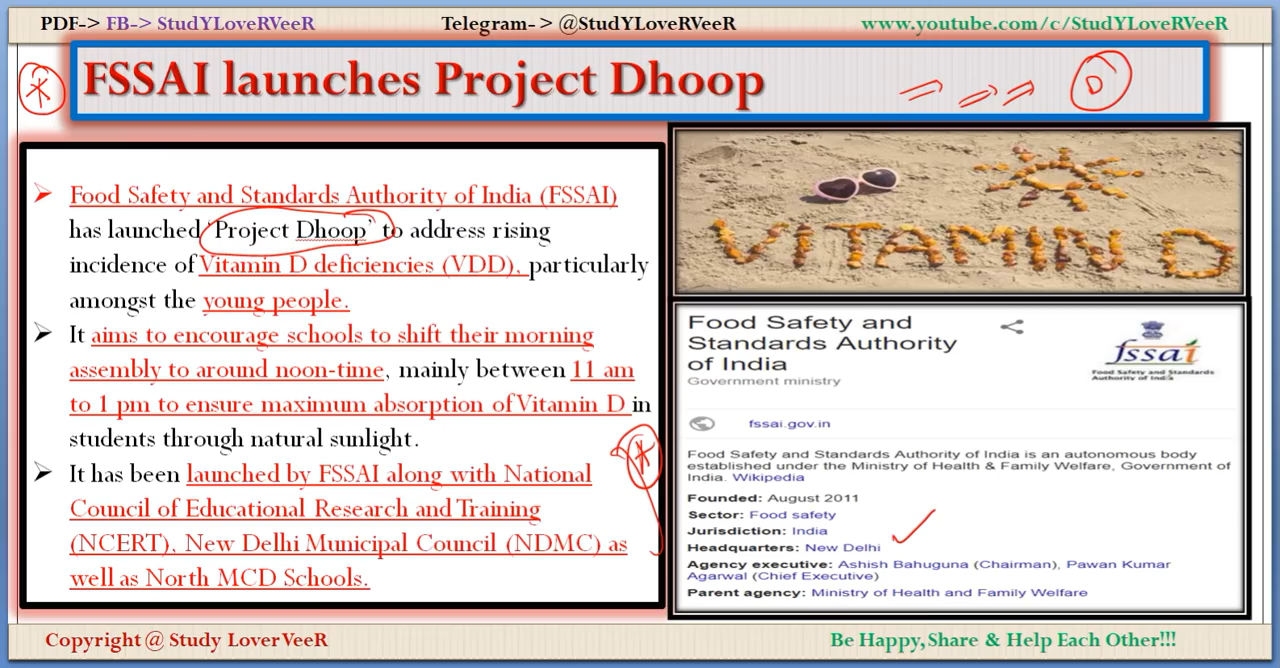 PDF-> FB-> StudYLoveRVeeR
Telegram- > @StudYLoveRVeeR
www.youtube.com/c/StudYLoveRVeeR
FSSAI launches Project Dhoop
D
Food Safety and Standards Authority of India (FSSAI)
has launched ‘Project Dhoop’ to address rising
incidence of Vitamin D deficiencies (VDD), particularly
amongst the young people.
It aims to encourage schools to shift their morning
assembly to around noon-time, mainly between 11 am
to 1 pm to ensure maximum absorption of Vitamin D in
students through natural sunlight.
It has been launched by FSSAI along with National
Council of Educational Research and Training
(NCERT), New Delhi Municipal Council (NDMC) as
well as North MCD Schools.
VITAMIN D
Food Safety and
Standards Authority
of India
Government ministry
fssai
Food Safety and Standards
Authority of India
fssai.gov.in
Food Safety and Standards Authority of India is an autonomous body
established under the Ministry of Health & Family Welfare, Government of
India. Wikipedia
Founded: August 2011
Sector: Food safety
Jurisdiction: India
Headquarters: New Delhi
Agency executive: Ashish Bahuguna (Chairman), Pawan Kumar
Agarwal (Chief Executive)
Parent agency: Ministry of Health and Family Welfare
Copyright @ Study LoverVeeR
Be Happy,Share & Help Each Other!!!